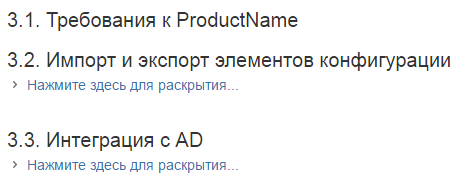 3.1. Требования к ProductName
3.2. Импорт и экспорт элементов конфигурации
Нажмите здесь для раскрытия...
3.3. Интеграция с AD
Нажмите здесь для раскрытия...